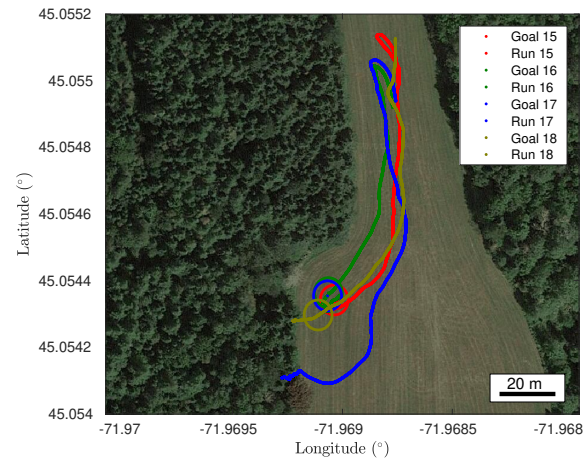 45.0552
45.055
45.0548
45.0546
45.0544
45.0542
45.054
Latitude (°)
Goal 15
Run 15
Goal 16
Run 16
Goal 17
Run 17
Goal 18
Run 18
20 m
-71.97
-71.9695
-71.969
-71.9685
-71.968
Longitude (°)